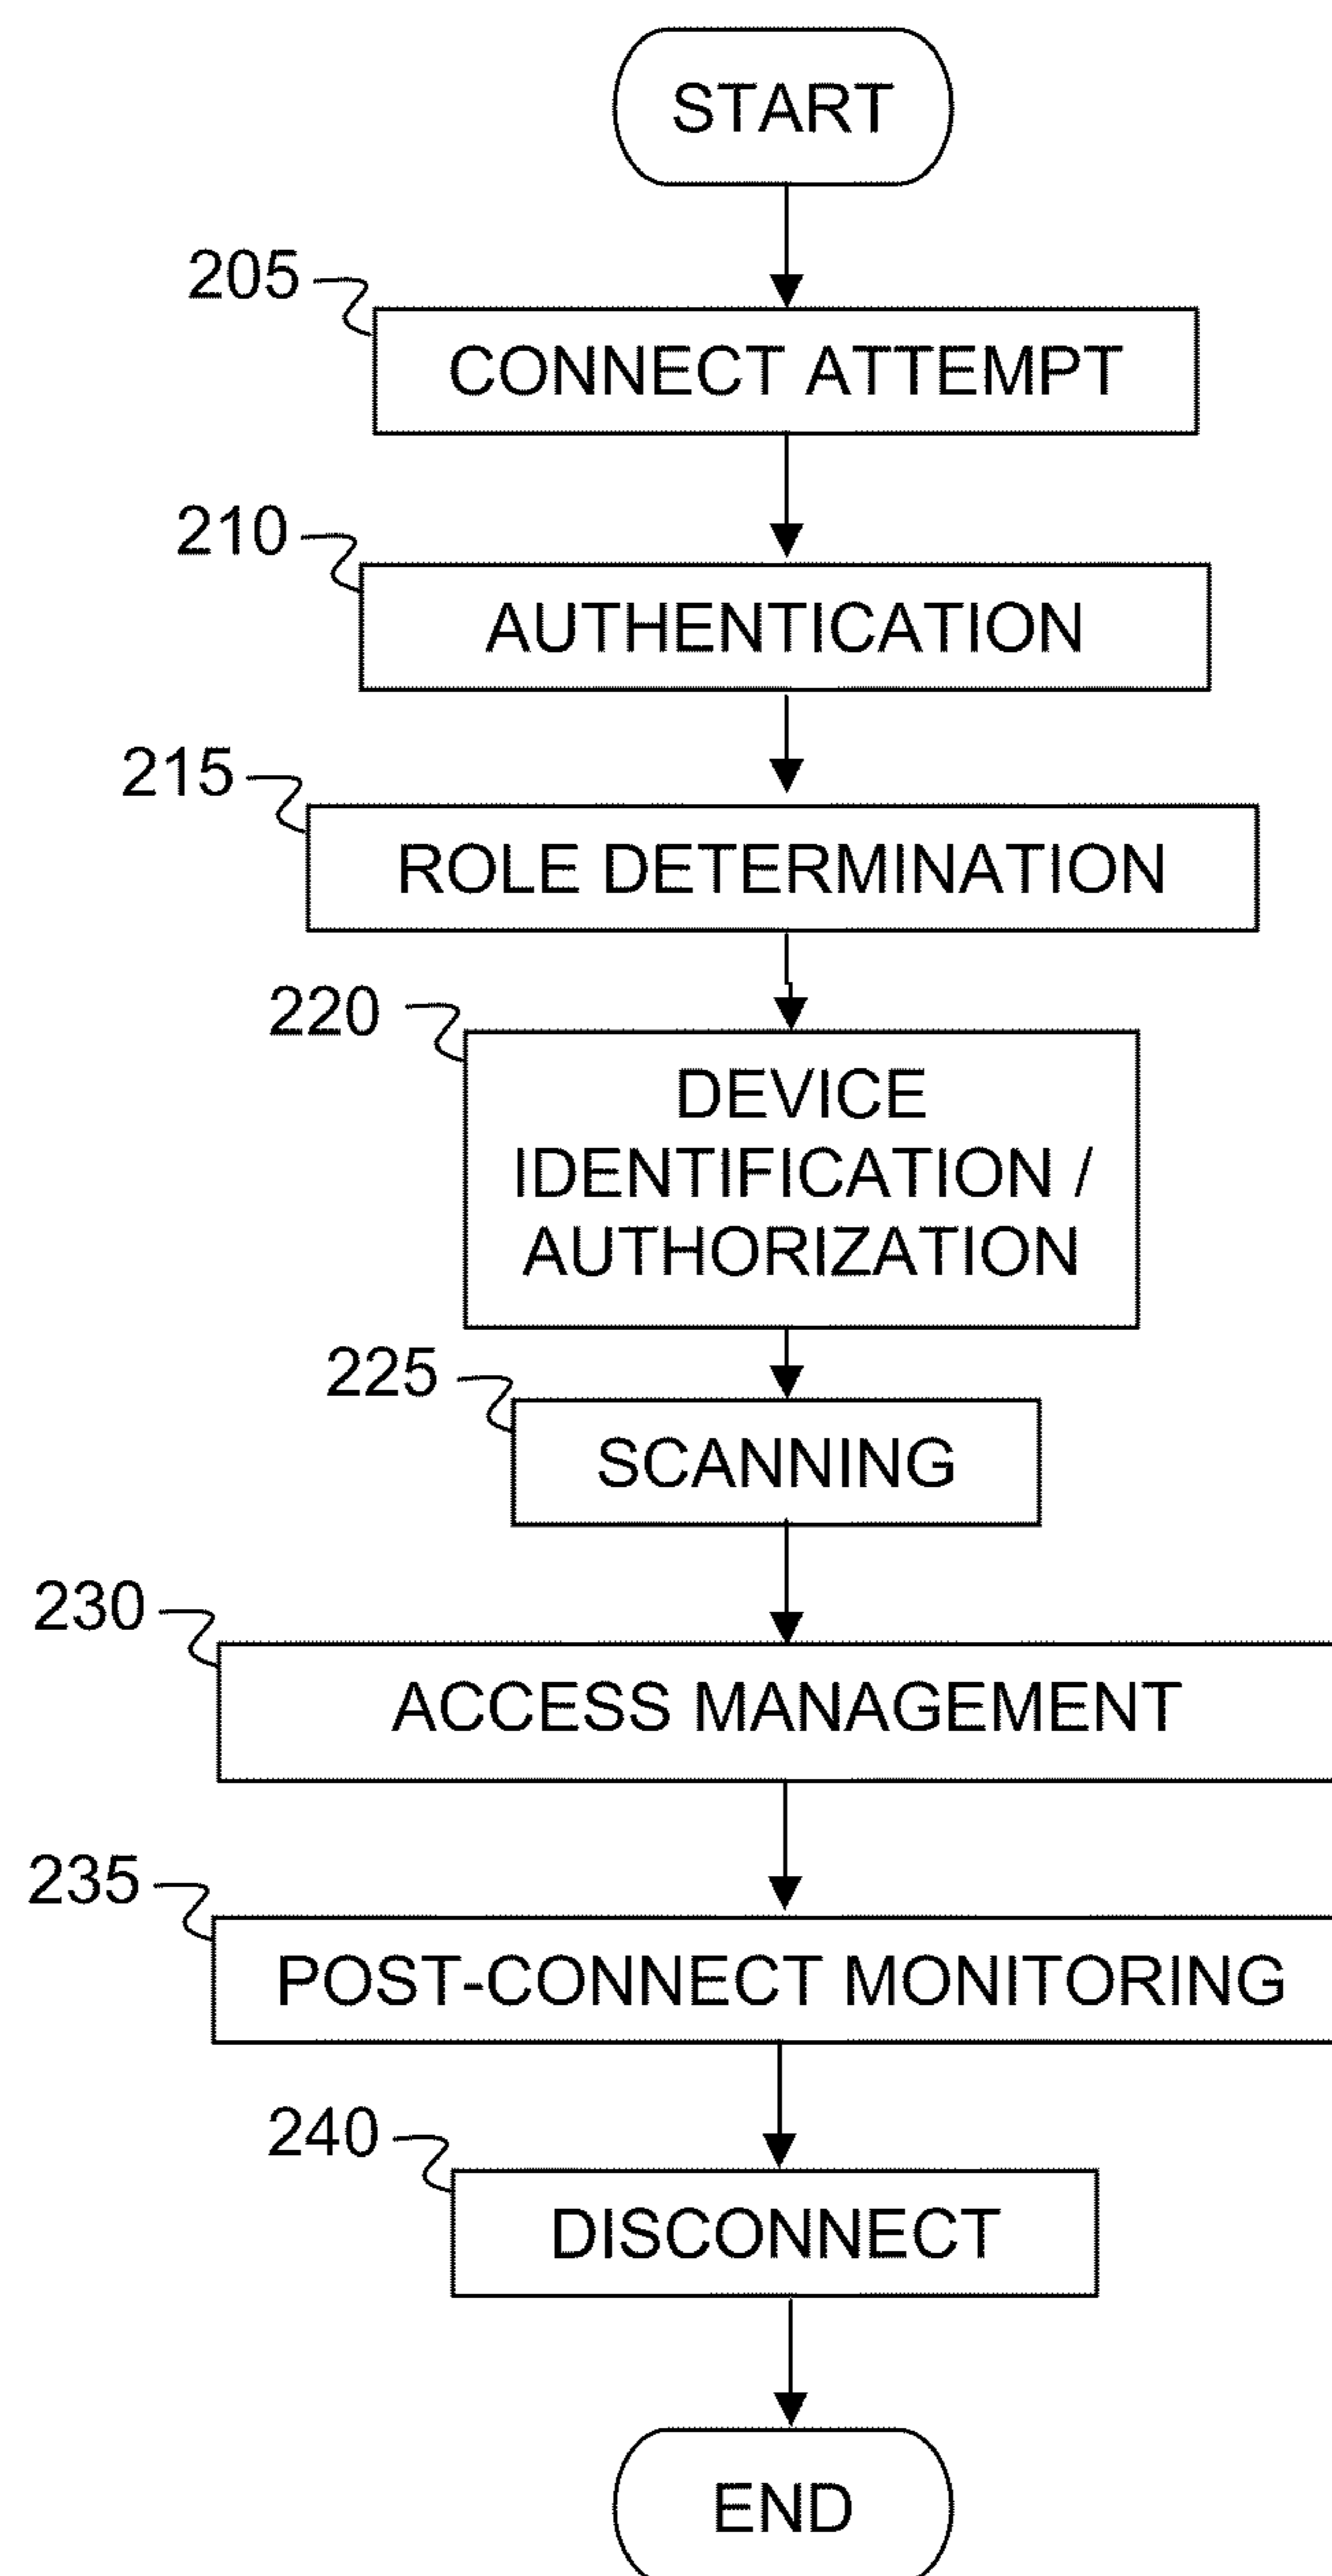 START
205
CONNECT ATTEMPT
210
AUTHENTICATION
215
ROLE DETERMINATION
220
DEVICE
IDENTIFICATION /
AUTHORIZATION
225
SCANNING
230
ACCESS MANAGEMENT
235
POST-CONNECT MONITORING
240
DISCONNECT
END